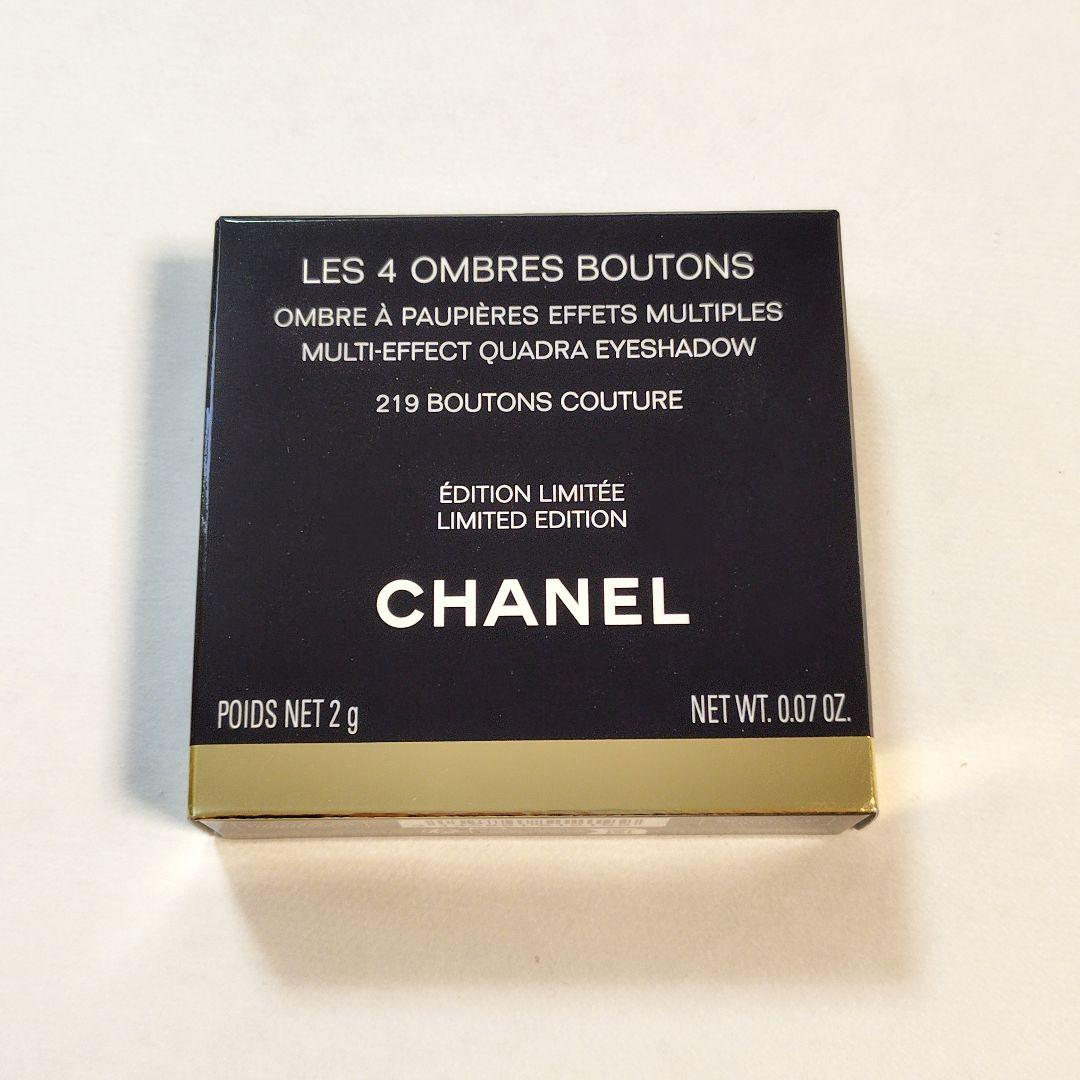 LES 4 OMBRES BOUTONS
OMBRE À PAUPIÈRES EFFETS MULTIPLES
MULTI-EFFECT QUADRA EYESHADOW
219 BOUTONS COUTURE
ÉDITION LIMITÉE
LIMITED EDITION
CHANEL
POIDS NET 2 g NET WT. 0.07 OZ.